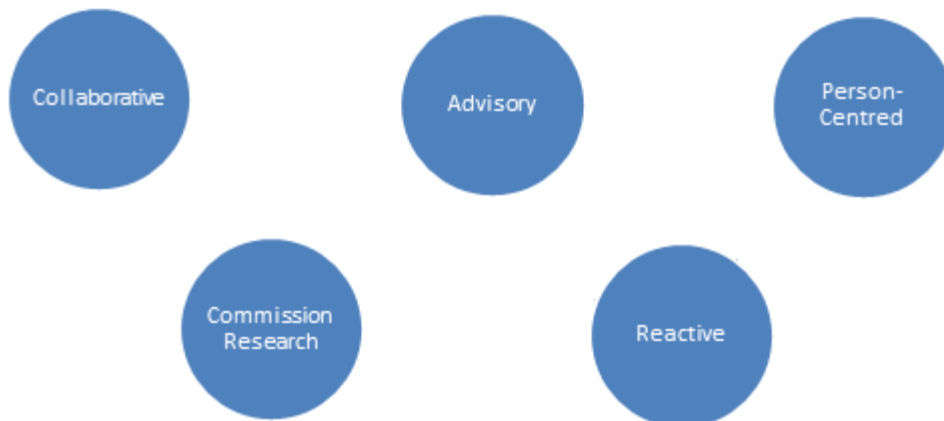 Collaborative
Advisory
Person-
Centred
Commission
Research
Reactive